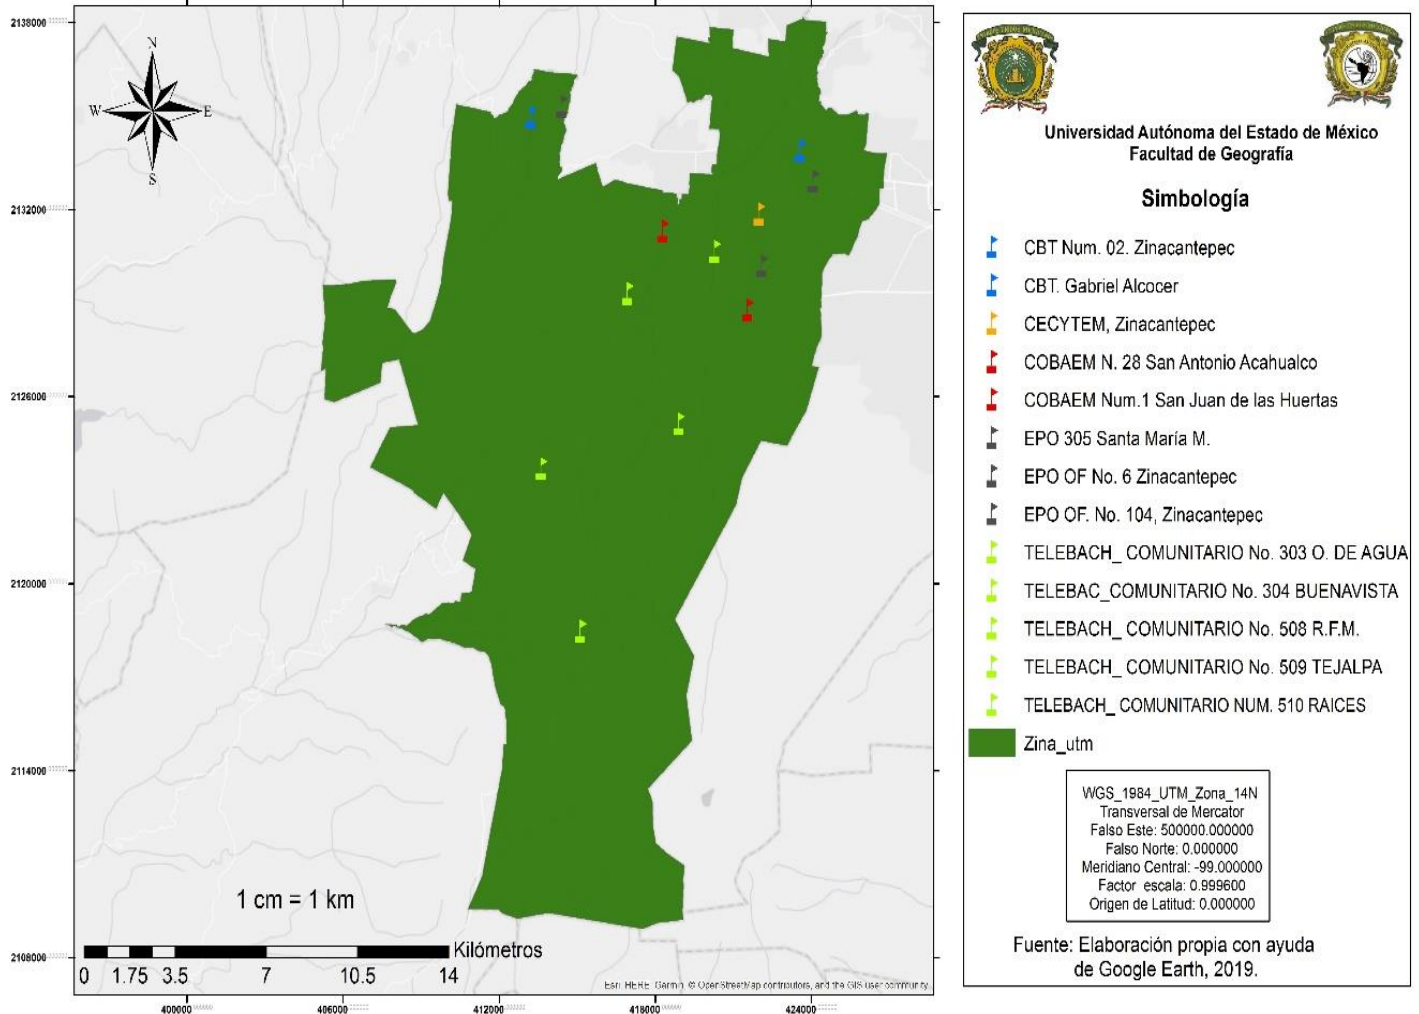 2138000
2132000
2126000
2120000
2114000
2108000
N
W
E
S
1 cm = 1 km
Kilómetros
0 1.75 3.5 7 10.5 14
Esri, HERE, Garmin, © OpenStreetMap contributors, and the GIS user community
400000 406000 412000 418000 424000
Universidad Autónoma del Estado de México
Facultad de Geografía
Simbología
CBT Num. 02. Zinacantepec
CBT. Gabriel Alcocer
CECYTEM, Zinacantepec
COBAEM N. 28 San Antonio Acahualco
COBAEM Num.1 San Juan de las Huertas
EPO 305 Santa María M.
EPO OF No. 6 Zinacantepec
EPO OF. No. 104, Zinacantepec
TELEBACH_ COMUNITARIO No. 303 O. DE AGUA
TELEBAC_COMUNITARIO No. 304 BUENAVISTA
TELEBACH_ COMUNITARIO No. 508 R.F.M.
TELEBACH_ COMUNITARIO No. 509 TEJALPA
TELEBACH_ COMUNITARIO NUM. 510 RAICES
Zina_utm
WGS_1984_UTM_Zona_14N
Transversal de Mercator
Falso Este: 500000.000000
Falso Norte: 0.000000
Meridiano Central: -99.000000
Factor escala: 0.999600
Origen de Latitud: 0.000000
Fuente: Elaboración propia con ayuda
de Google Earth, 2019.